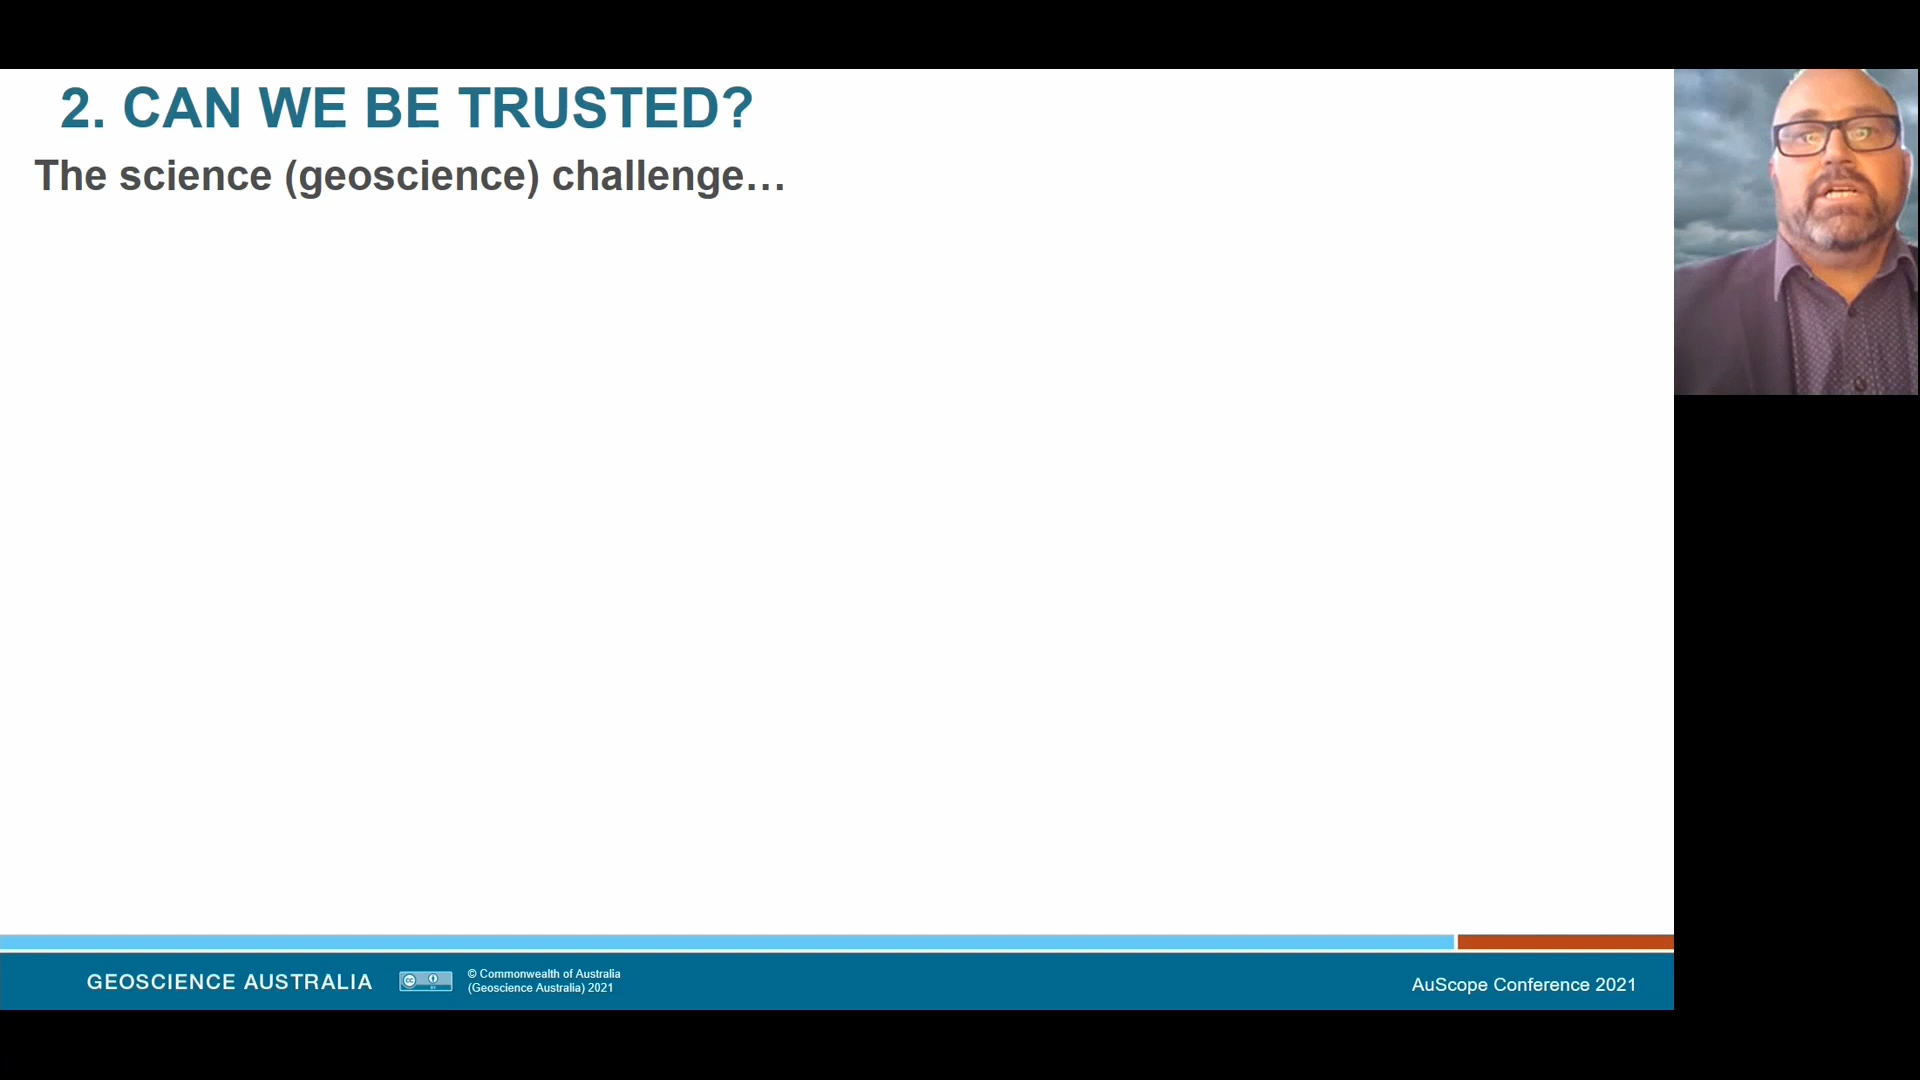 2. CAN WE BE TRUSTED?
The science (geoscience) challenge…
GEOSCIENCE AUSTRALIA
© Commonwealth of Australia
(Geoscience Australia) 2021
AuScope Conference 2021